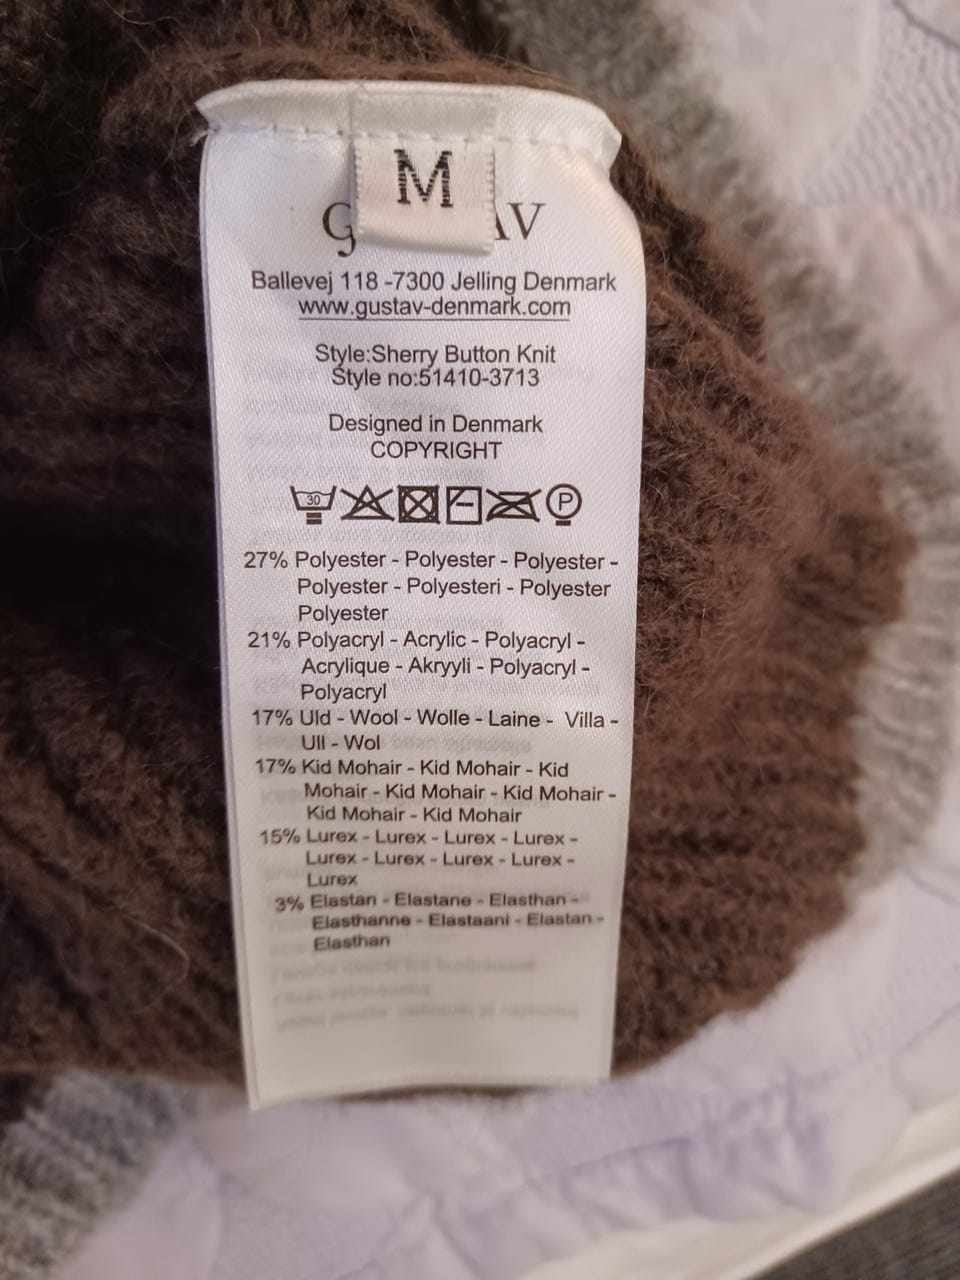 M
Ballevej 118 -7300 Jelling Denmark
www.gustav-denmark.com
Style:Sherry Button Knit
Style no:51410-3713
Designed in Denmark
COPYRIGHT
30
P
27% Polyester - Polyester - Polyester -
Polyester - Polyesteri - Polyester
Polyester
21% Polyacryl - Acrylic - Polyacryl -
Acrylique - Akryyli - Polyacryl -
Polyacryl
17% Uld - Wool - Wolle - Laine - Villa -
Ull - Wol
17% Kid Mohair - Kid Mohair - Kid
Mohair - Kid Mohair - Kid Mohair -
Kid Mohair - Kid Mohair
15% Lurex - Lurex - Lurex - Lurex -
Lurex - Lurex - Lurex - Lurex -
Lurex
3% Elastan - Elastane - Elasthan -
Elasthanne - Elastaani - Elastan -
Elasthan